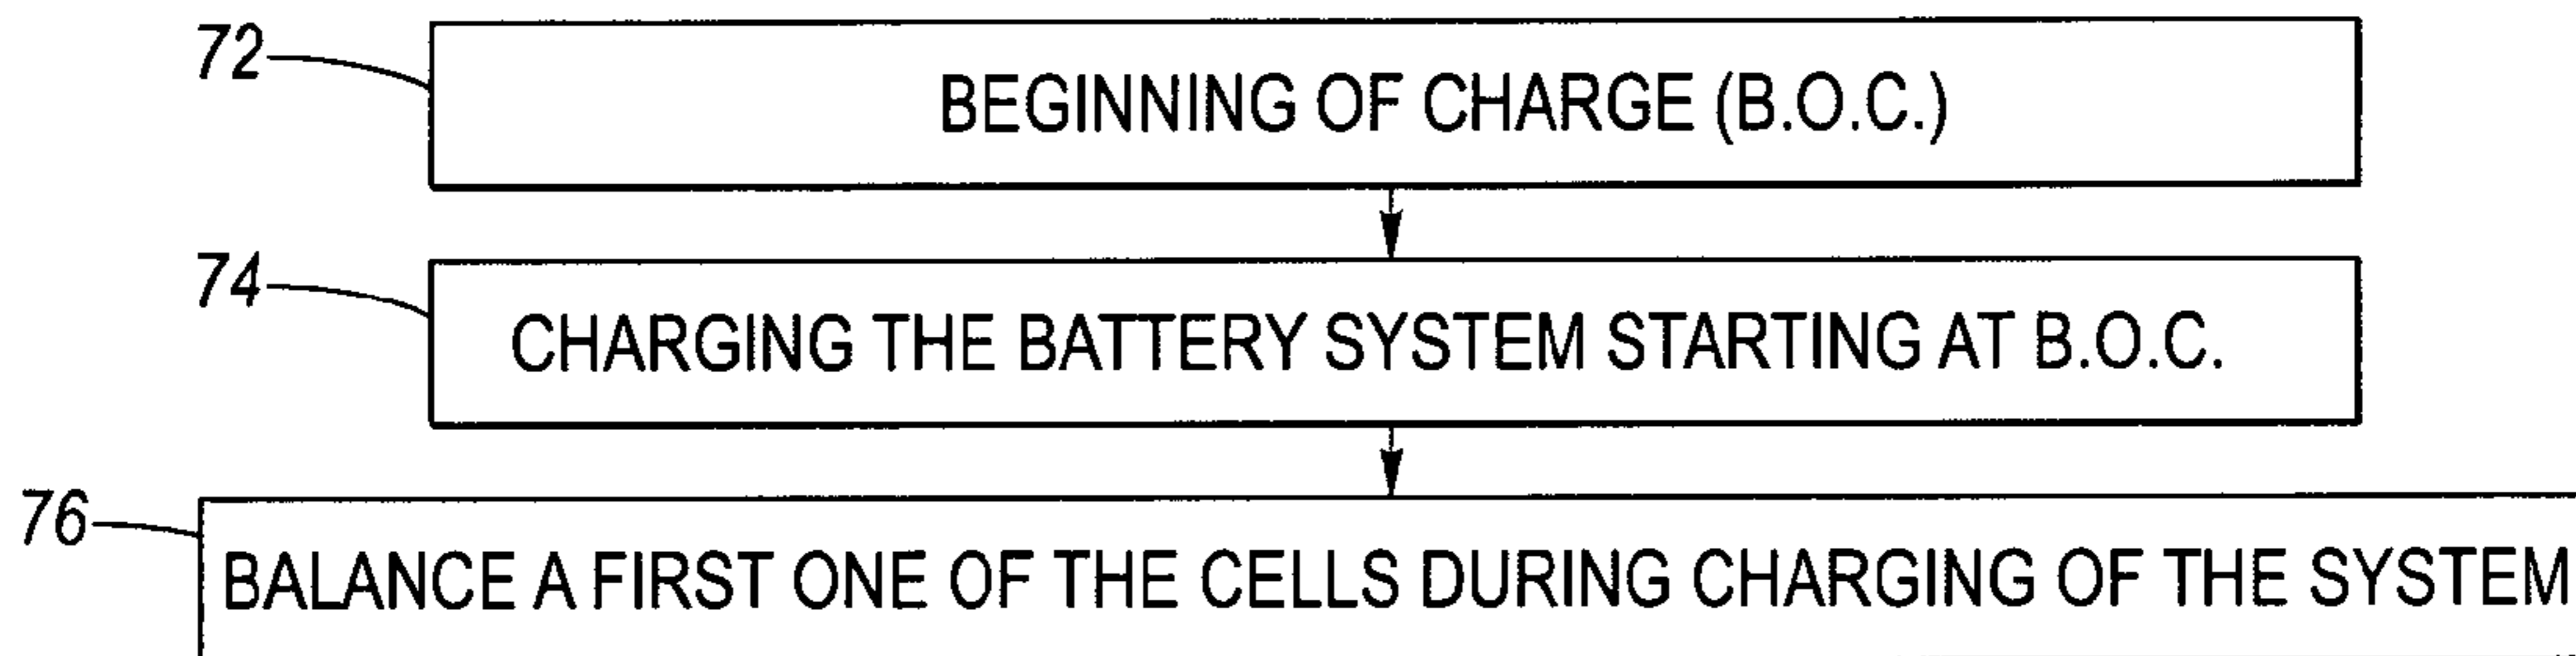 72
BEGINNING OF CHARGE (B.O.C.)
74
CHARGING THE BATTERY SYSTEM STARTING AT B.O.C.
76
BALANCE A FIRST ONE OF THE CELLS DURING CHARGING OF THE SYSTEM